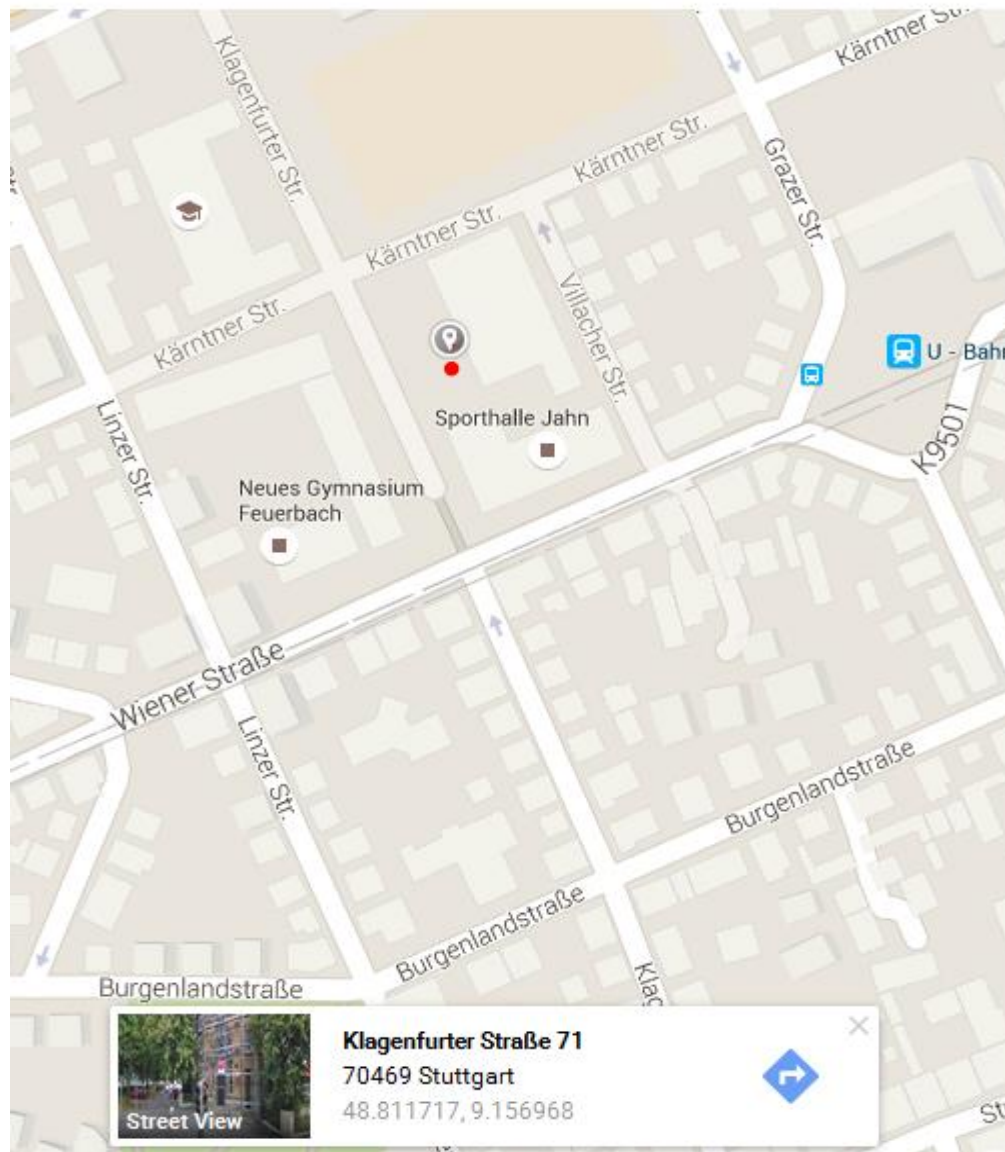 Klagenfurter Str.
Kärntner Str.
Kärntner Str.
Grazer Str.
Kärntner Str.
Villacher Str.
Kärntner Str.
U - Bahn
K9501
Linzer Str.
Sporthalle Jahn
Neues Gymnasium
Feuerbach
Wiener Straße
Linzer Str.
Burgenlandstraße
Burgenlandstraße
Burgenlandstraße
Klag
Klagenfurter Straße 71
70469 Stuttgart
48.811717, 9.156968
Street View